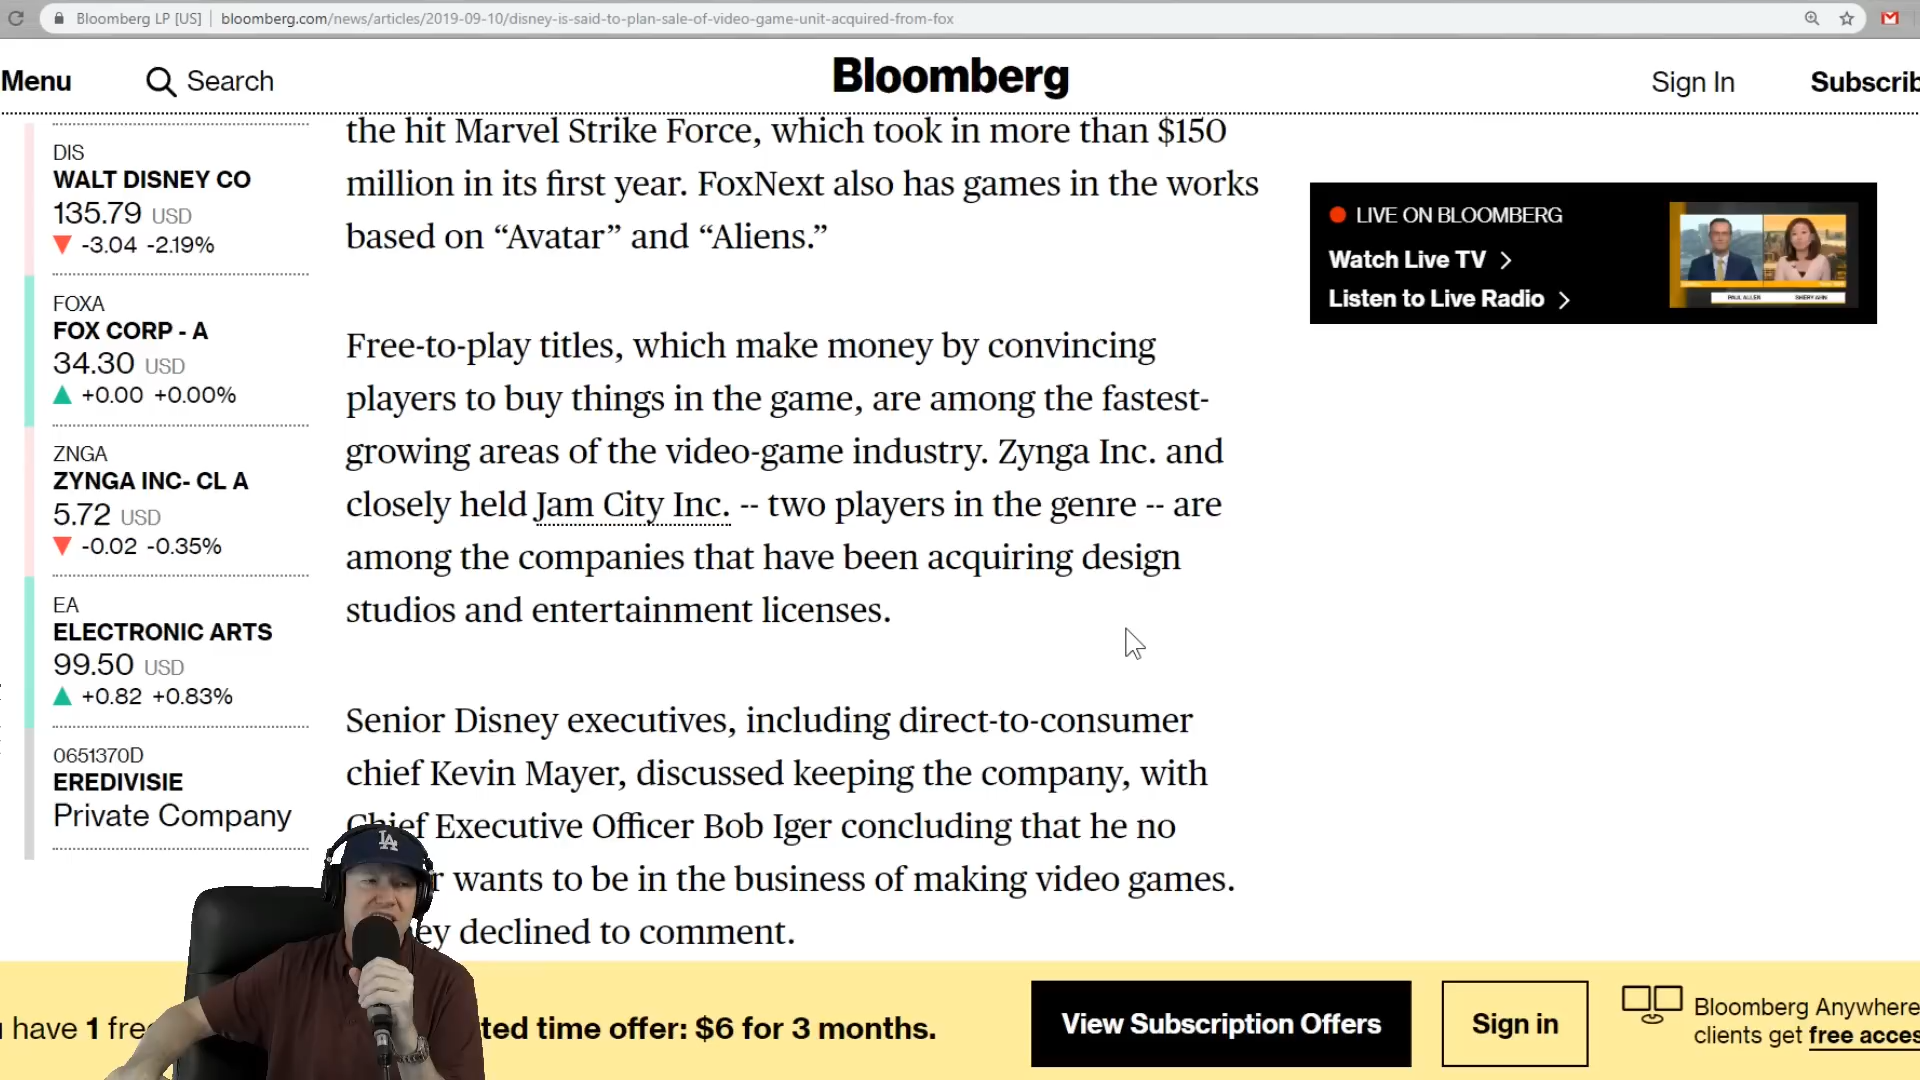 Bloomberg LP [US]
bloomberg.com/news/articles/2019-09-10/disney-is-said-to-plan-sale-of-video-game-unit-acquired-from-fox
Menu
Search
Bloomberg
Sign In
Subscrib
DIS
WALT DISNEY CO
135.79 USD
-3.04 -2.19%
FOXA
FOX CORP - A
34.30 USD
+0.00 +0.00%
ZNGA
ZYNGA INC- CL A
5.72 USD
-0.02 -0.35%
EA
ELECTRONIC ARTS
99.50 USD
+0.82 +0.83%
0651370D
EREDIVISIE
Private Company
the hit Marvel Strike Force, which took in more than $150
million in its first year. FoxNext also has games in the works
based on “Avatar” and “Aliens.”
Free-to-play titles, which make money by convincing
players to buy things in the game, are among the fastest-
growing areas of the video-game industry. Zynga Inc. and
closely held Jam City Inc. -- two players in the genre -- are
among the companies that have been acquiring design
studios and entertainment licenses.
Senior Disney executives, including direct-to-consumer
chief Kevin Mayer, discussed keeping the company, with
Chief Executive Officer Bob Iger concluding that he no
r wants to be in the business of making video games.
ey declined to comment.
LIVE ON BLOOMBERG
Watch Live TV
Listen to Live Radio
PAUL ALLEN
SHERY AHN
LA
have 1 fre
ted time offer: $6 for 3 months.
View Subscription Offers
Sign in
Bloomberg Anywhere
clients get free acces